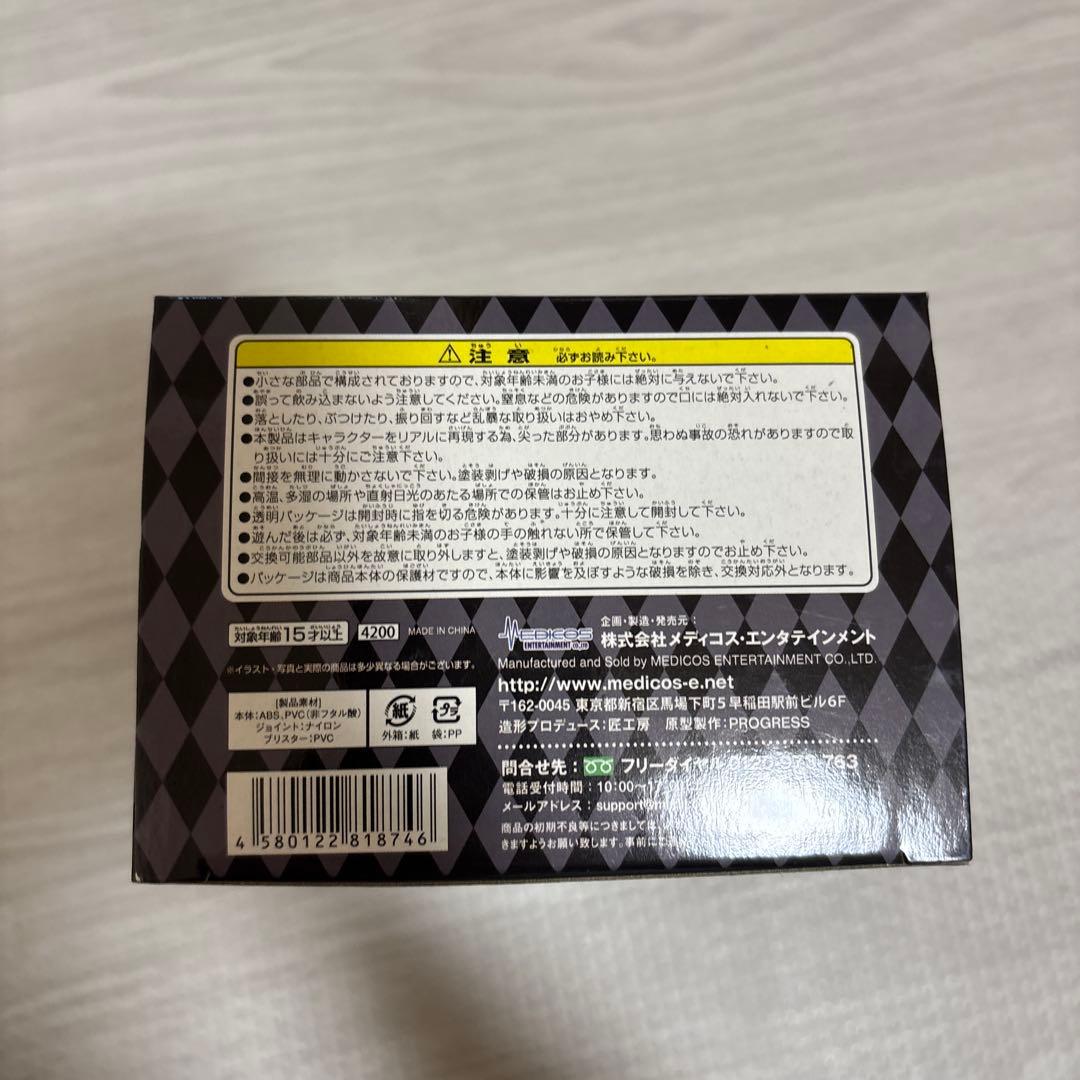 ⚠注意 必ずお読み下さい。
●小さな部品で構成されておりますので、対象年齢未満のお子様には絶対に与えないで下さい。
●誤って飲み込まないよう注意してください。窒息などの危険がありますので口には絶対入れないで下さい。
●落としたり、ぶつけたり、振り回すなど乱暴な取り扱いはおやめ下さい。
●本製品はキャラクターをリアルに再現する為、尖った部分があります。思わぬ事故の恐れがありますので取
り扱いには十分にご注意下さい。
●間接を無理に動かさないで下さい。塗装剥げや破損の原因となります。
●高温、多湿の場所や直射日光のあたる場所での保管はお止め下さい。
●透明パッケージは開封時に指を切る危険があります。十分に注意して開封して下さい。
●遊んだ後は必ず、対象年齢未満のお子様の手の触れない所で保管して下さい。
●交換可能部品以外を故意に取り外しますと、塗装剥げや破損の原因となりますのでお止め下さい。
●パッケージは商品本体の保護材ですので、本体に影響を及ぼすような破損を除き、交換対応外となります。
対象年齢15才以上 4200 MADE IN CHINA
※イラスト・写真と実際の商品は多少異なる場合がございます。
[製品素材]
本体:ABS、PVC(非フタル酸)
ジョイント:ナイロン
ブリスター:PVC
紙 プラ
外箱:紙 袋:PP
4 580122 818746
MEDICOS
ENTERTAINMENT CO.,LTD
企画・製造・発売元:
株式会社メディコス・エンタテインメント
Manufactured and Sold by MEDICOS ENTERTAINMENT CO.,LTD.
http://www.medicos-e.net
〒162-0045 東京都新宿区馬場下町5早稲田駅前ビル6F
造形プロデュース:匠工房 原型製作:PROGRESS
問合せ先: フリーダイヤル
電話受付時間:10:00～17
メールアドレス:support
商品の初期不良等につきましては
きますようお願い致します。事前に